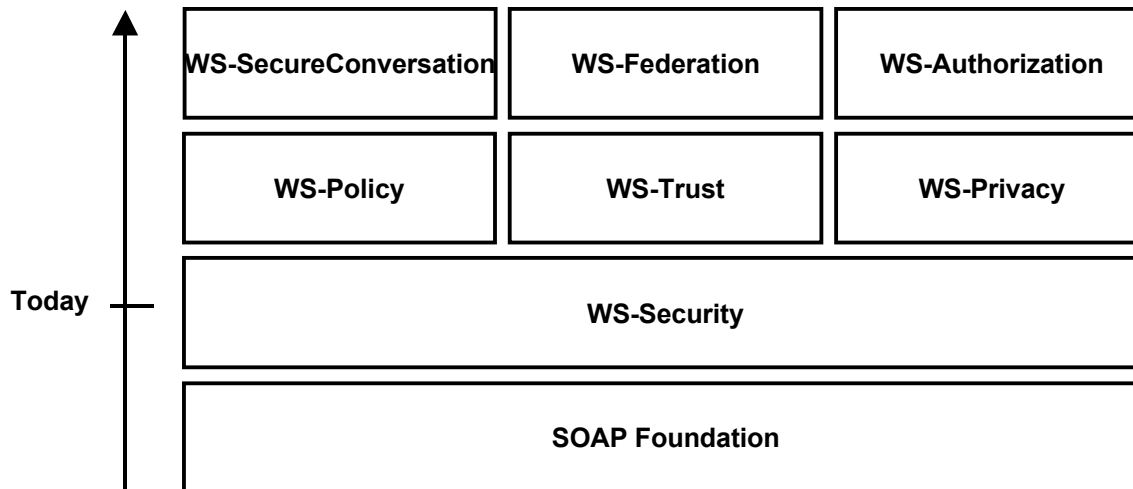 WS-SecureConversation
WS-Federation
WS-Authorization
WS-Policy
WS-Trust
WS-Privacy
Today
WS-Security
SOAP Foundation